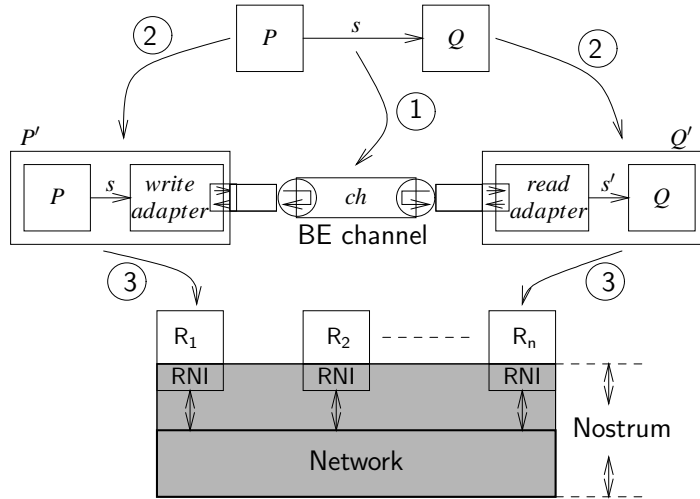 P s Q
2 2
1
P′ Q′
P s write adapter ch read adapter s′ Q
BE channel
3 3
R1 R2 Rn
RNI RNI RNI
Nostrum
Network